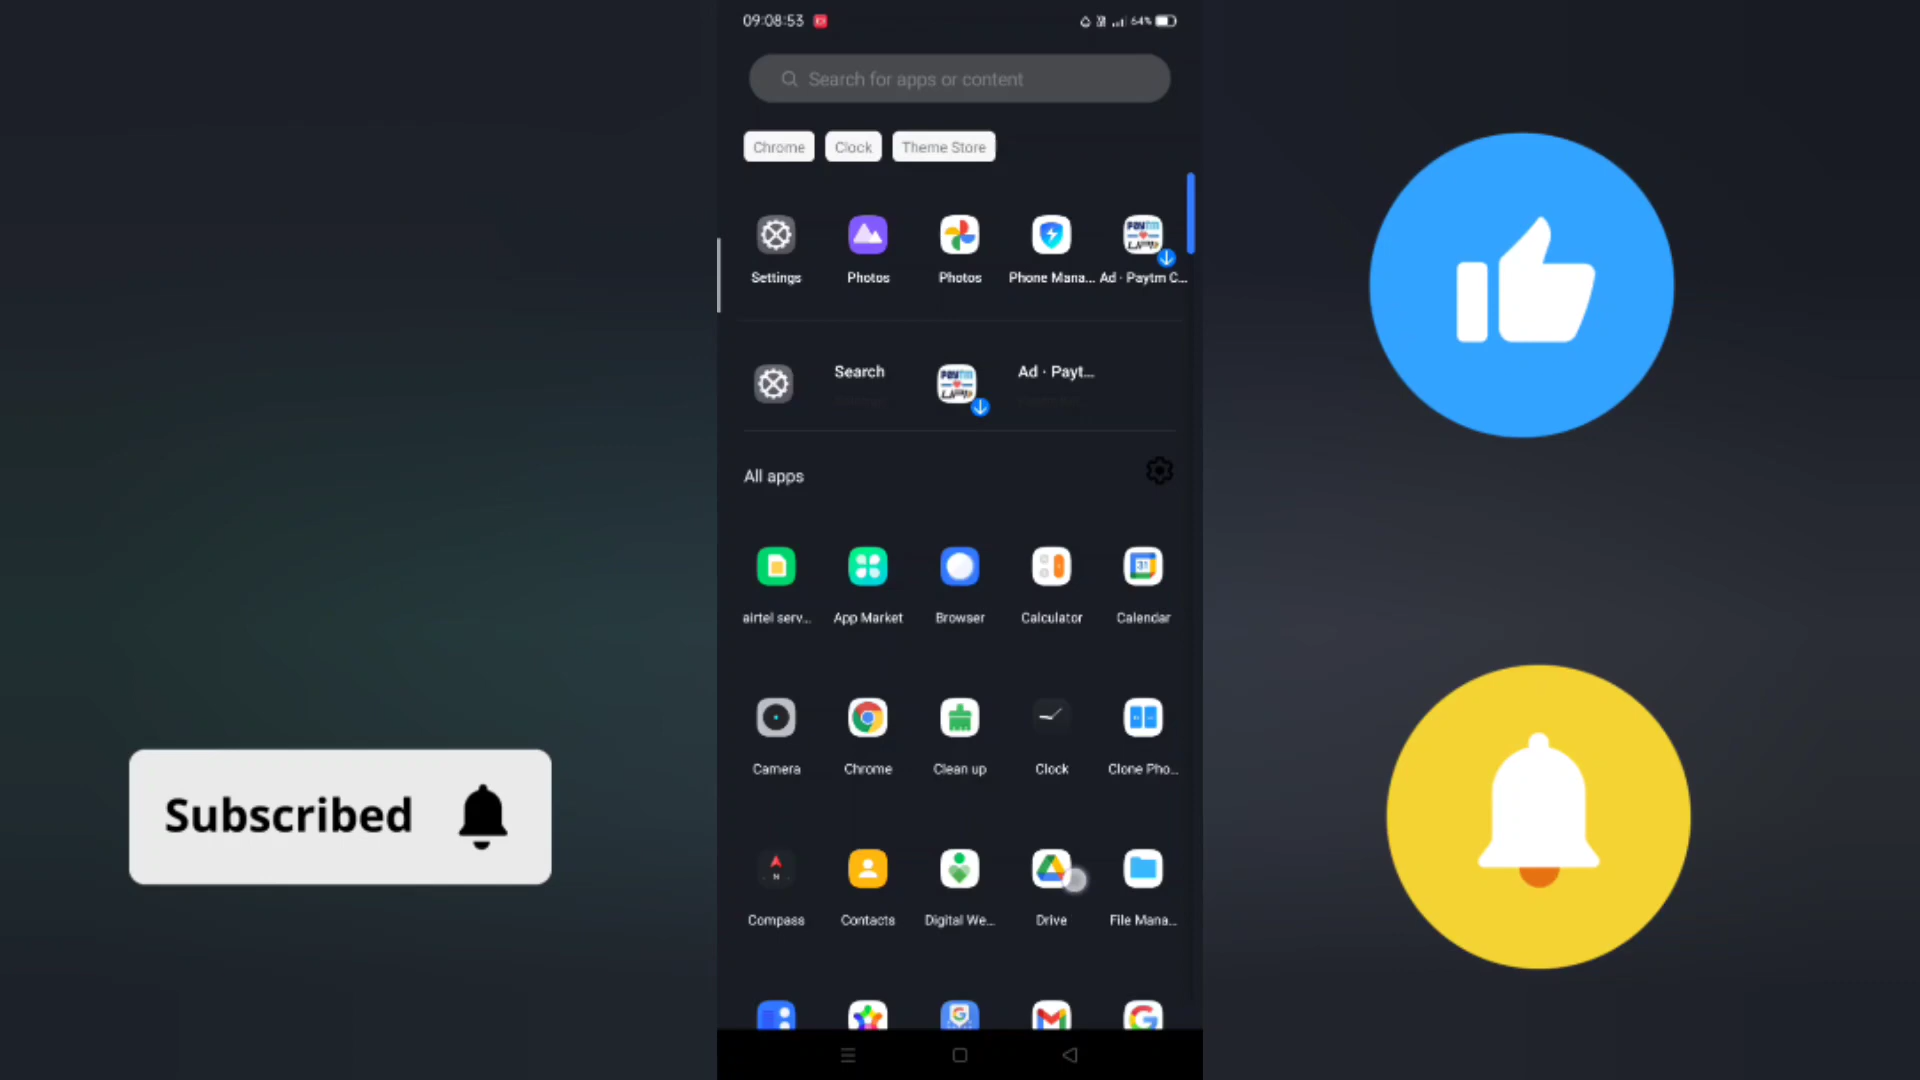 09:08:53
64%
Search for apps or content
Chrome
Clock
Theme Store
Settings
Photos
Photos
Phone Mana...
Ad · Paytm C...
Search
Ad · Payt...
All apps
airtel serv...
App Market
Browser
Calculator
Calendar
Camera
Chrome
Clean up
Clock
Clone Pho...
Compass
Contacts
Digital We...
Drive
File Mana...
Subscribed